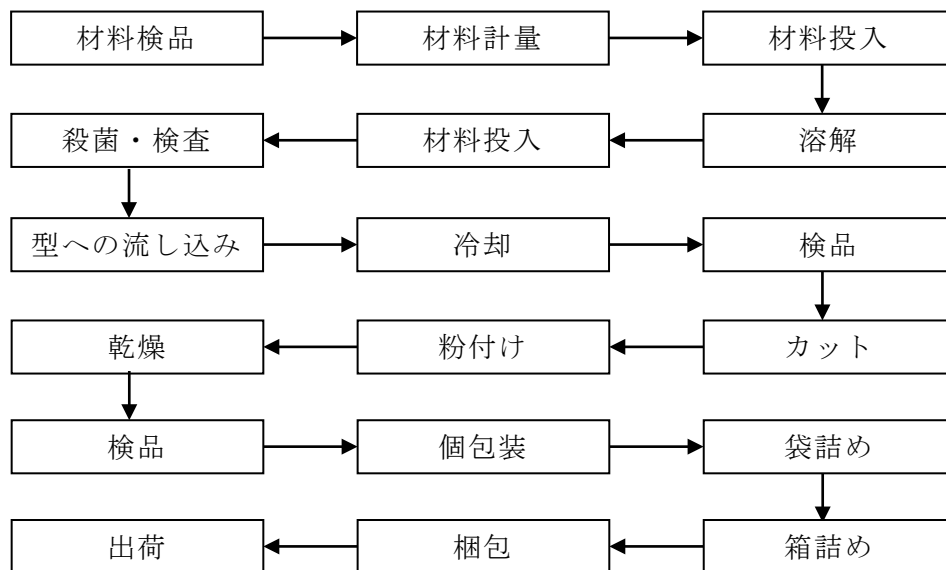 材料検品
材料計量
材料投入
溶解
材料投入
殺菌・検査
型への流し込み
冷却
検品
カット
粉付け
乾燥
検品
個包装
袋詰め
箱詰め
梱包
出荷